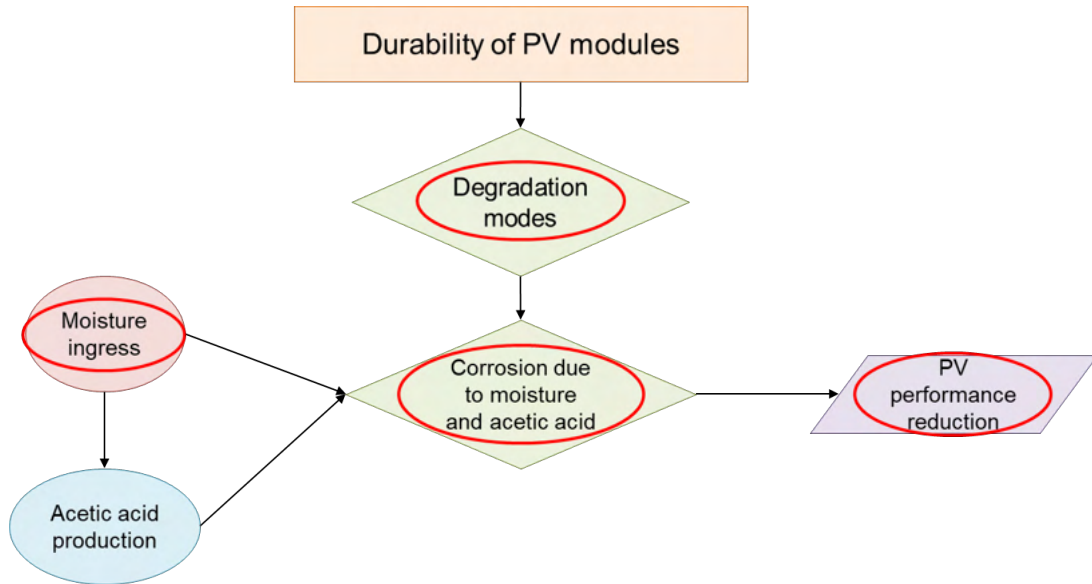 Durability of PV modules
Degradation
modes
Moisture
ingress
Corrosion due
to moisture
and acetic acid
PV
performance
reduction
Acetic acid
production